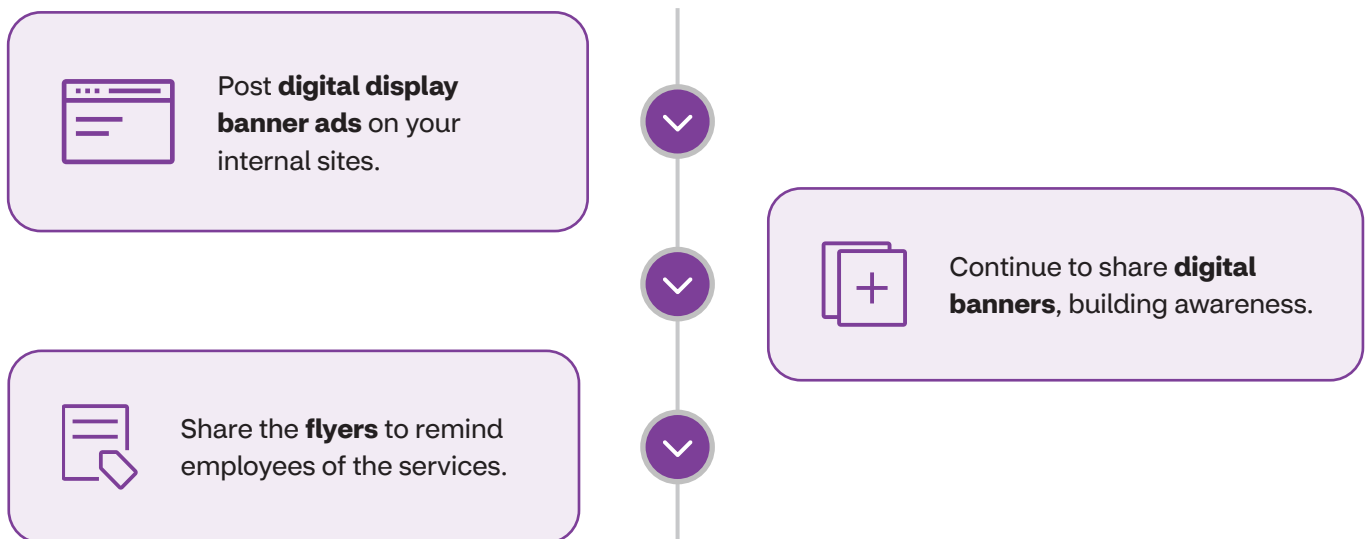 Post digital display
banner ads on your
internal sites.
Continue to share digital
banners, building awareness.
Share the flyers to remind
employees of the services.